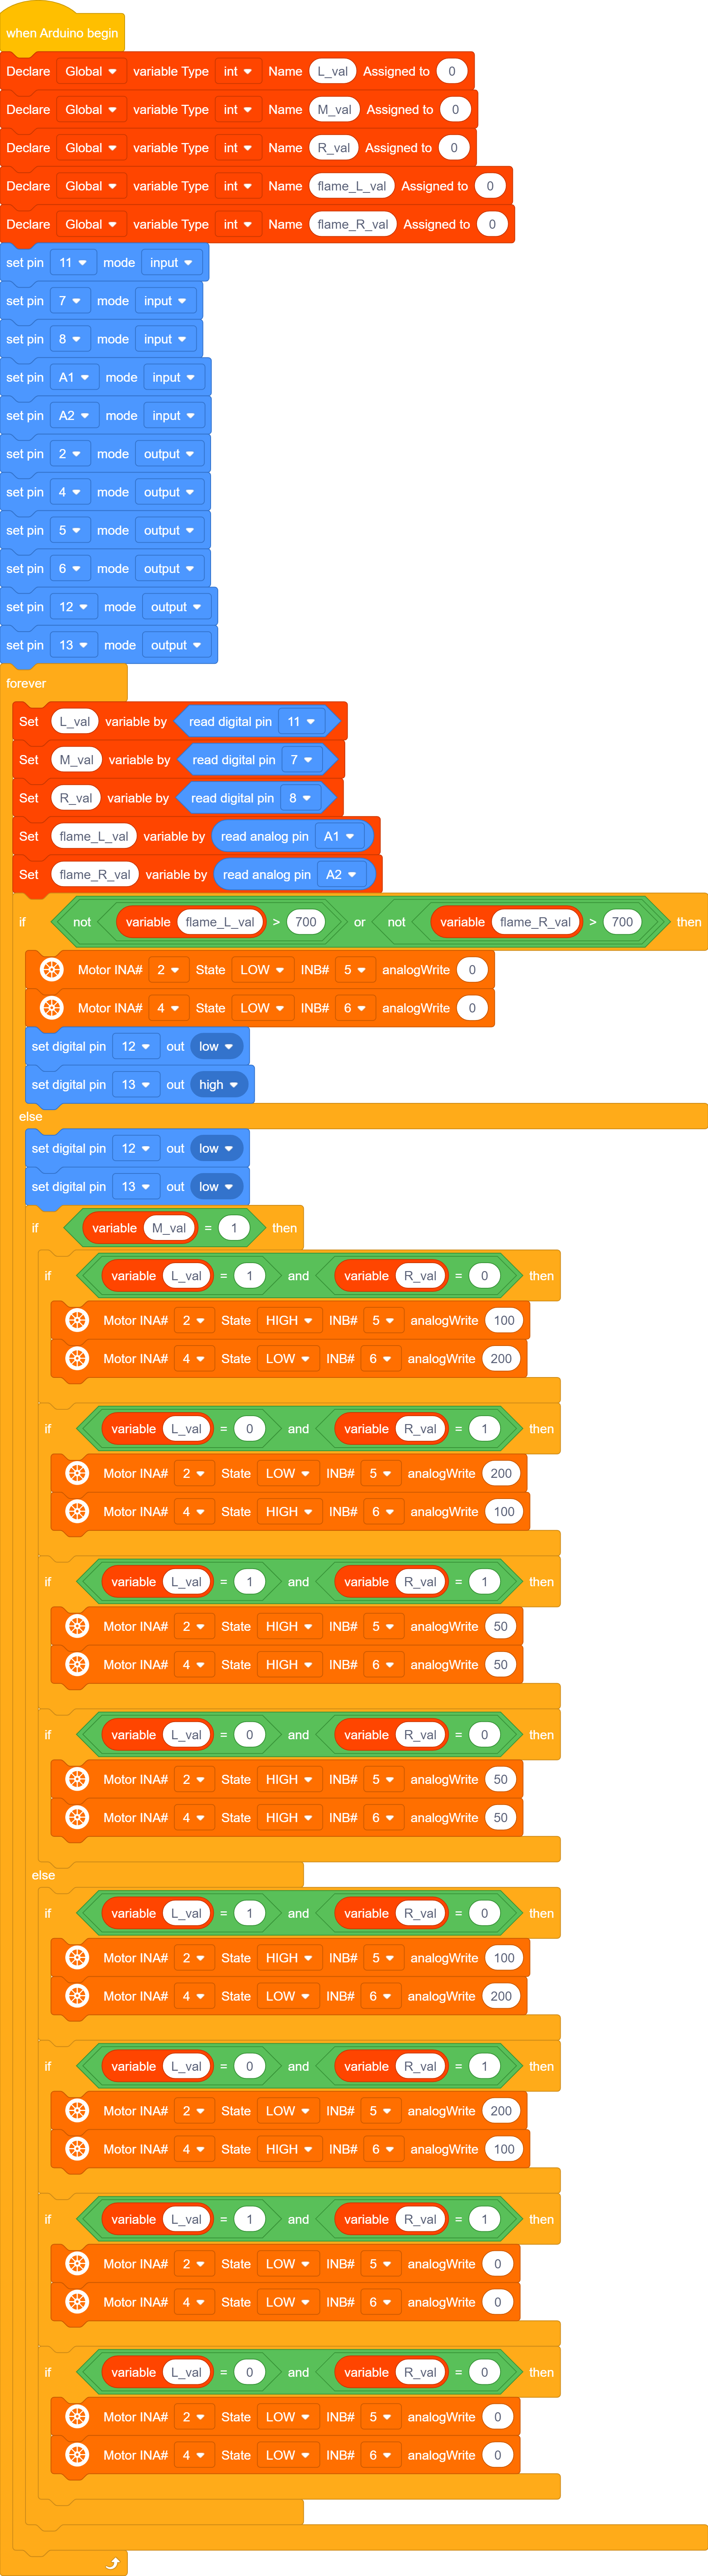 when Arduino begin
Declare Global variable Type int Name L_val Assigned to 0
Declare Global variable Type int Name M_val Assigned to 0
Declare Global variable Type int Name R_val Assigned to 0
Declare Global variable Type int Name flame_L_val Assigned to 0
Declare Global variable Type int Name flame_R_val Assigned to 0
set pin 11 mode input
set pin 7 mode input
set pin 8 mode input
set pin A1 mode input
set pin A2 mode input
set pin 2 mode output
set pin 4 mode output
set pin 5 mode output
set pin 6 mode output
set pin 12 mode output
set pin 13 mode output
forever
Set L_val variable by read digital pin 11
Set M_val variable by read digital pin 7
Set R_val variable by read digital pin 8
Set flame_L_val variable by read analog pin A1
Set flame_R_val variable by read analog pin A2
if not variable flame_L_val > 700 or not variable flame_R_val > 700 then
Motor INA# 2 State LOW INB# 5 analogWrite 0
Motor INA# 4 State LOW INB# 6 analogWrite 0
set digital pin 12 out low
set digital pin 13 out high
else
set digital pin 12 out low
set digital pin 13 out low
if variable M_val = 1 then
if variable L_val = 1 and variable R_val = 0 then
Motor INA# 2 State HIGH INB# 5 analogWrite 100
Motor INA# 4 State LOW INB# 6 analogWrite 200
if variable L_val = 0 and variable R_val = 1 then
Motor INA# 2 State LOW INB# 5 analogWrite 200
Motor INA# 4 State HIGH INB# 6 analogWrite 100
if variable L_val = 1 and variable R_val = 1 then
Motor INA# 2 State HIGH INB# 5 analogWrite 50
Motor INA# 4 State HIGH INB# 6 analogWrite 50
if variable L_val = 0 and variable R_val = 0 then
Motor INA# 2 State HIGH INB# 5 analogWrite 50
Motor INA# 4 State HIGH INB# 6 analogWrite 50
else
if variable L_val = 1 and variable R_val = 0 then
Motor INA# 2 State HIGH INB# 5 analogWrite 100
Motor INA# 4 State LOW INB# 6 analogWrite 200
if variable L_val = 0 and variable R_val = 1 then
Motor INA# 2 State LOW INB# 5 analogWrite 200
Motor INA# 4 State HIGH INB# 6 analogWrite 100
if variable L_val = 1 and variable R_val = 1 then
Motor INA# 2 State LOW INB# 5 analogWrite 0
Motor INA# 4 State LOW INB# 6 analogWrite 0
if variable L_val = 0 and variable R_val = 0 then
Motor INA# 2 State LOW INB# 5 analogWrite 0
Motor INA# 4 State LOW INB# 6 analogWrite 0